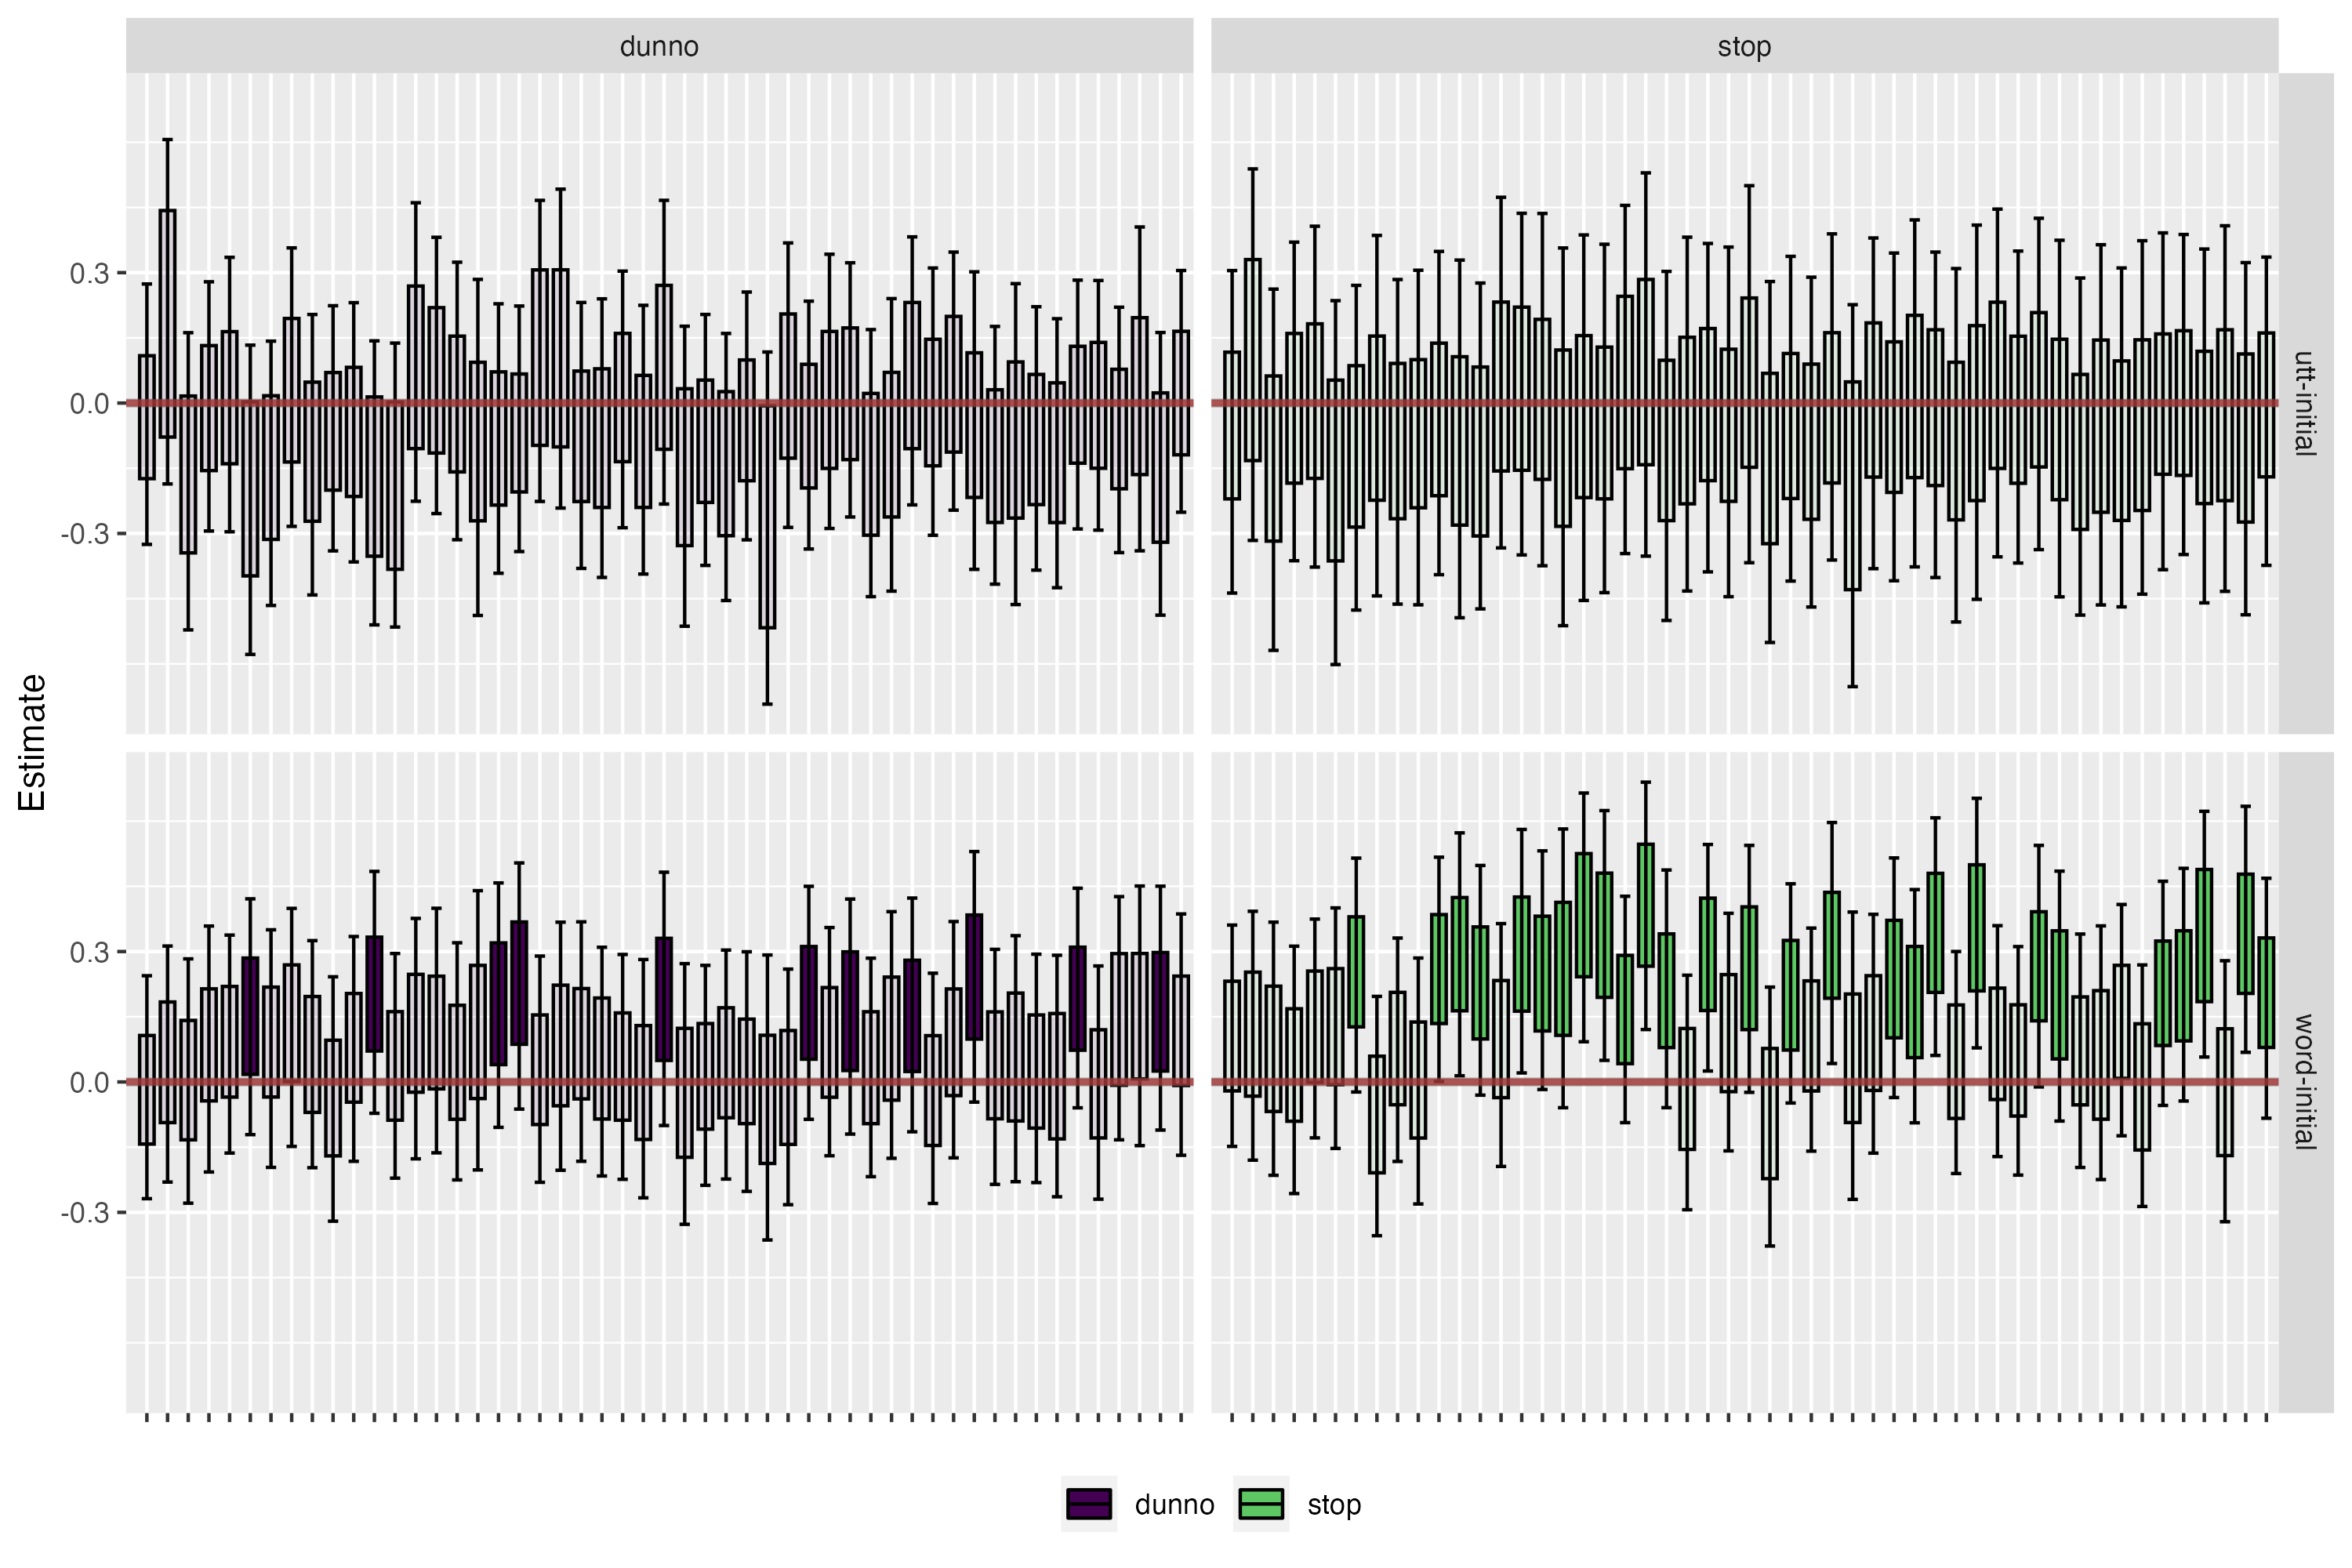 dunno
stop
0.3
0.0
-0.3
utt-initial
Estimate
0.3
0.0
-0.3
word-initial
dunno
stop